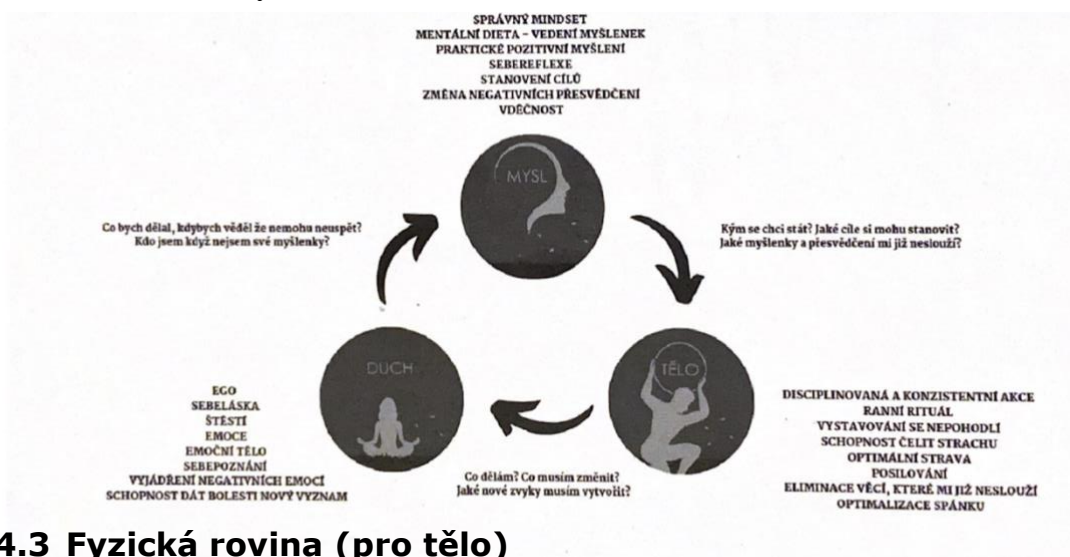 SPRÁVNÝ MINDSET
MENTÁLNÍ DIETA – VEDENÍ MYŠLENEK
PRAKTICKÉ POZITIVNÍ MYŠLENÍ
SEBEREFLEXE
STANOVENÍ CÍLŮ
ZMĚNA NEGATIVNÍCH PŘESVĚDČENÍ
VDĚČNOST
MYSL
Co bych dělal, kdybych věděl že nemohu neuspět?
Kdo jsem když nejsem své myšlenky?
Kým se chci stát? Jaké cíle si mohu stanovit?
Jaké myšlenky a přesvědčení mi již neslouží?
DUCH
EGO
SEBELÁSKA
ŠTĚSTÍ
EMOCE
EMOČNÍ TĚLO
SEBEPOZNÁNÍ
VYJÁDŘENÍ NEGATIVNÍCH EMOCÍ
SCHOPNOST DÁT BOLESTI NOVÝ VYZNAM
TĚLO
DISCIPLINOVANÁ A KONZISTENTNÍ AKCE
RANNÍ RITUÁL
VYSTAVOVÁNÍ SE NEPOHODLÍ
SCHOPNOST ČELIT STRACHU
OPTIMÁLNÍ STRAVA
POSILOVÁNÍ
ELIMINACE VĚCÍ, KTERÉ MI JIŽ NESLOUŽÍ
OPTIMALIZACE SPÁNKU
Co dělám? Co musím změnit?
Jaké nové zvyky musím vytvořit?
4.3 Fyzická rovina (pro tělo)